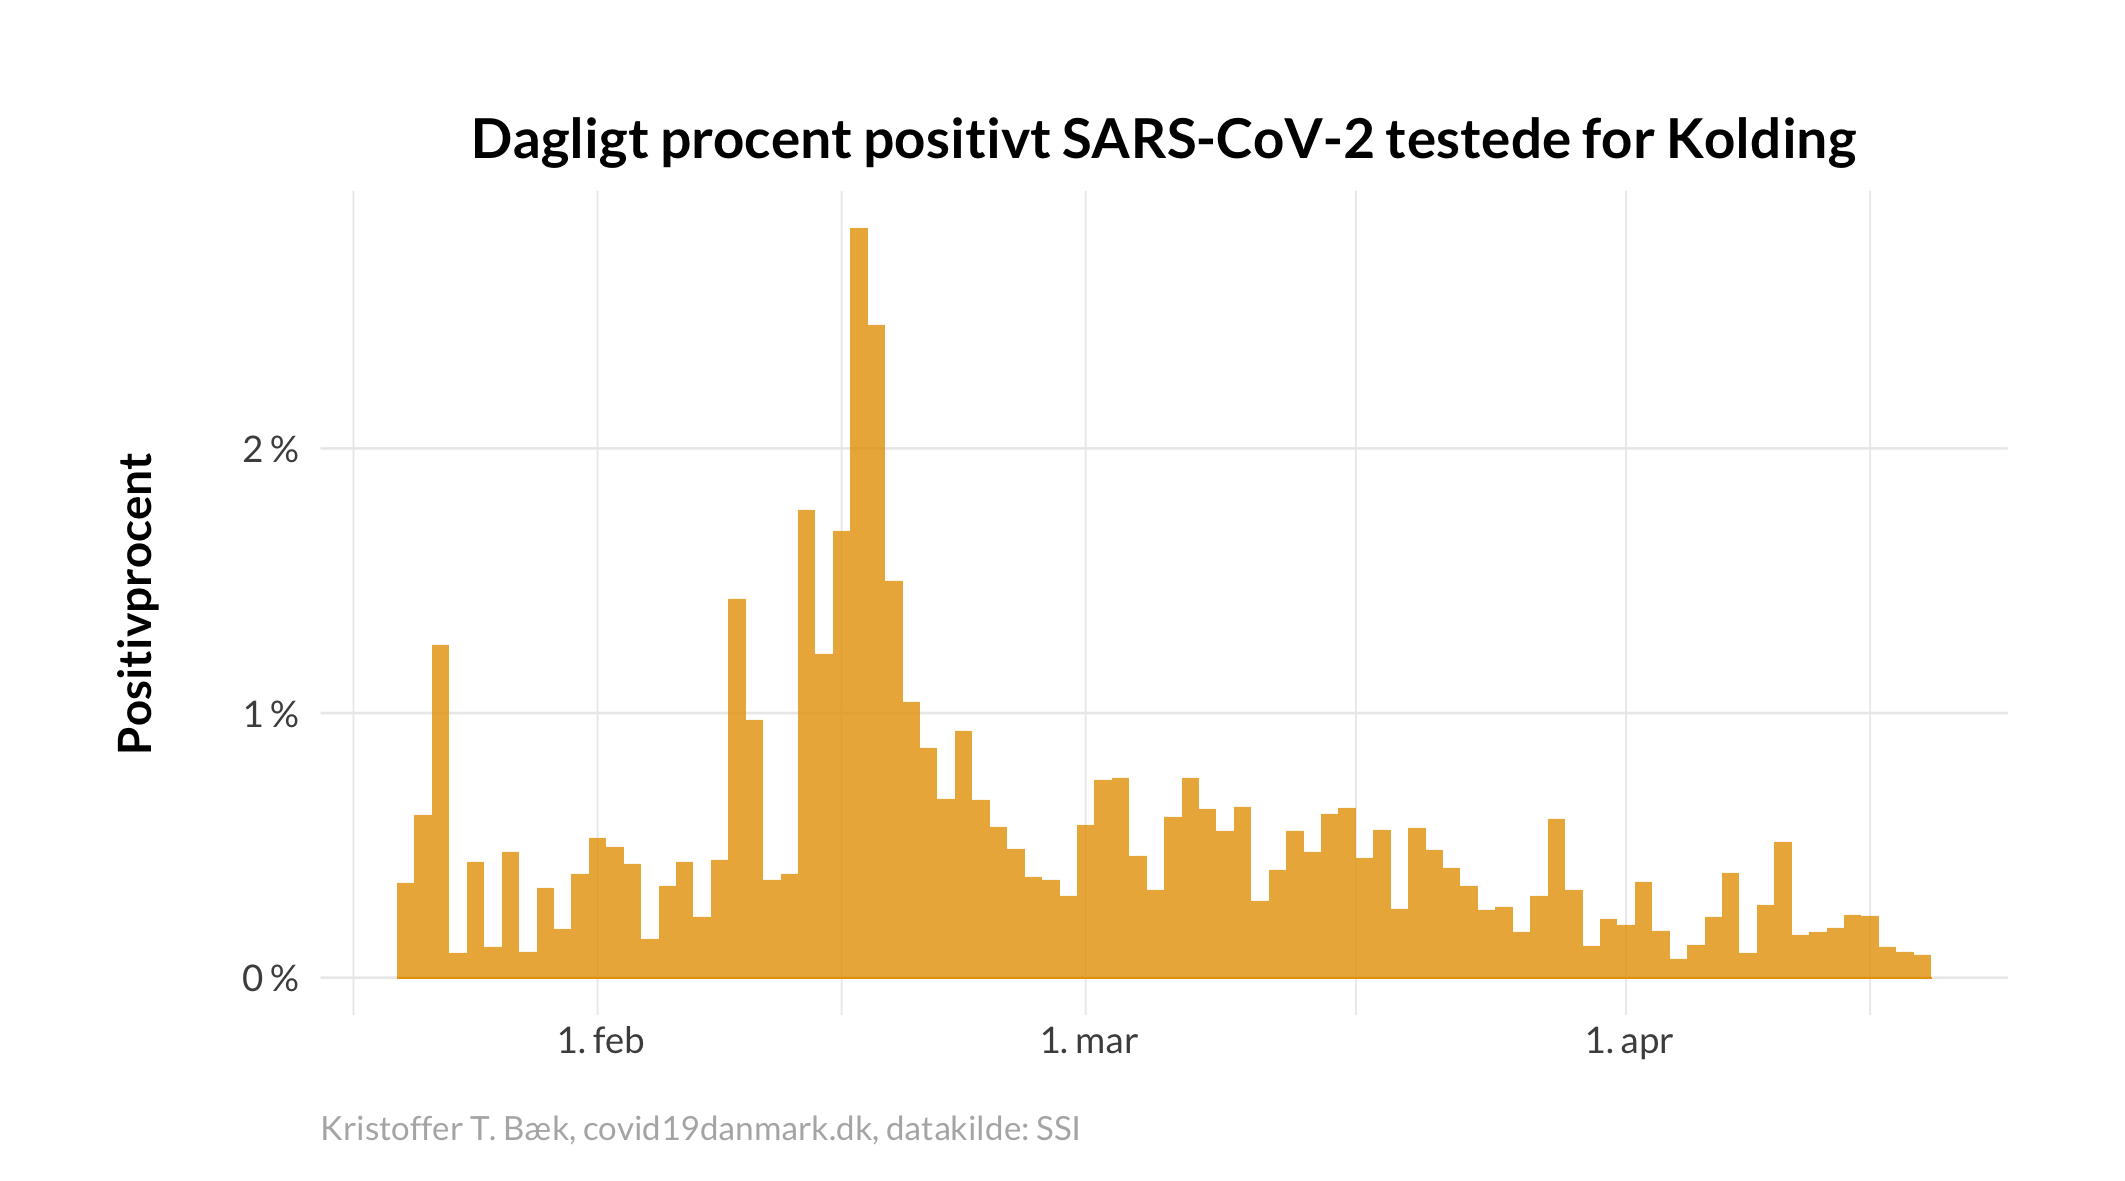 Dagligt procent positivt SARS-CoV-2 testede for Kolding
Positivprocent
2 %
1 %
0 %
1. feb
1. mar
1. apr
Kristoffer T. Bæk, covid19danmark.dk, datakilde: SSI